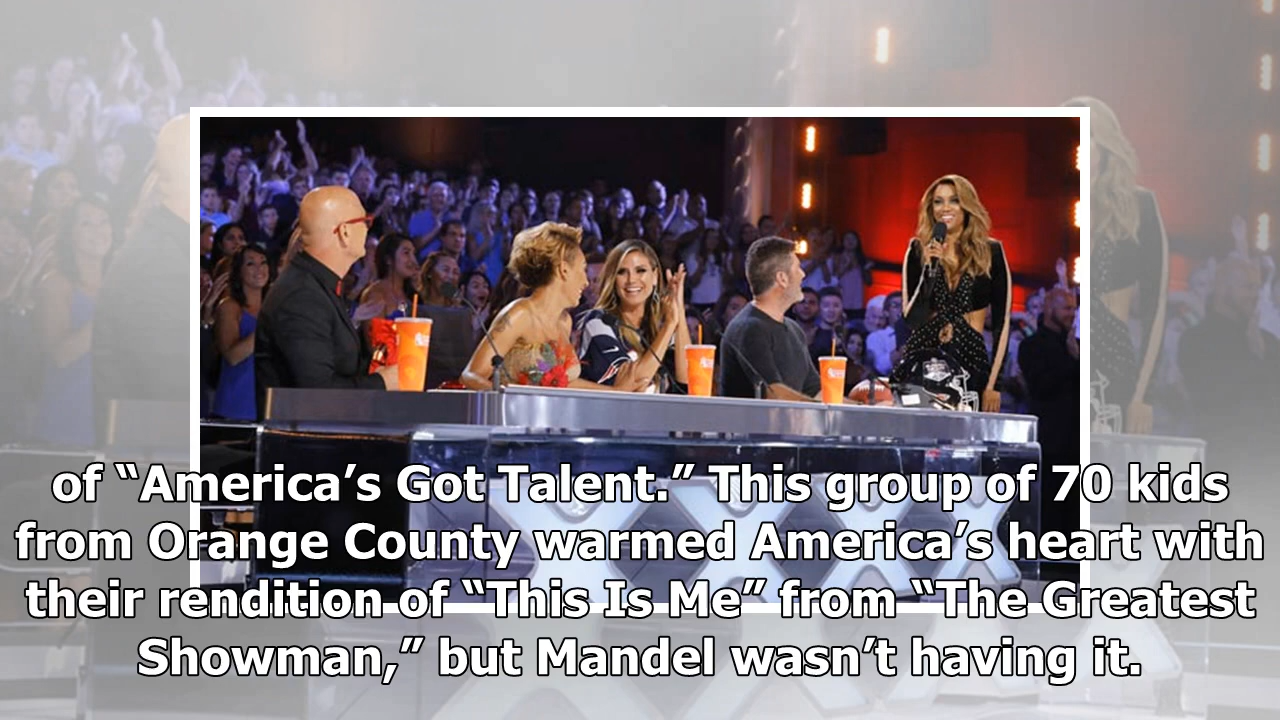 of “America’s Got Talent.” This group of 70 kids
from Orange County warmed America’s heart with
their rendition of “This Is Me” from “The Greatest
Showman,” but Mandel wasn’t having it.